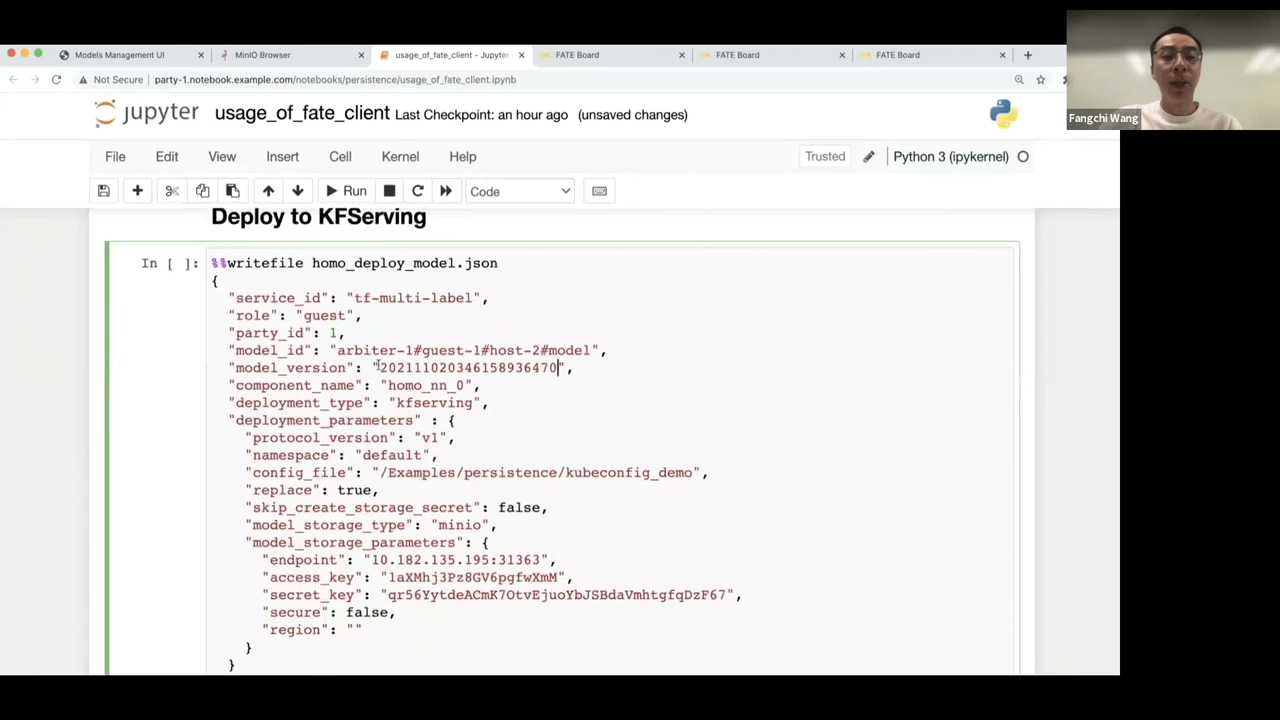 Models Management UI
MinIO Browser
usage_of_fate_client - Jupyter
FATE Board
FATE Board
FATE Board
Not Secure
party-1.notebook.example.com/notebooks/persistence/usage_of_fate_client.ipynb
Fangchi Wang
jupyter usage_of_fate_client Last Checkpoint: an hour ago (unsaved changes)
File Edit View Insert Cell Kernel Help Trusted Python 3 (ipykernel)
Run Code
Deploy to KFServing
In [ ]: %%writefile homo_deploy_model.json
{
"service_id": "tf-multi-label",
"role": "guest",
"party_id": 1,
"model_id": "arbiter-1#guest-1#host-2#model",
"model_version": "202111020346158936470",
"component_name": "homo_nn_0",
"deployment_type": "kfserving",
"deployment_parameters" : {
"protocol_version": "v1",
"namespace": "default",
"config_file": "/Examples/persistence/kubeconfig_demo",
"replace": true,
"skip_create_storage_secret": false,
"model_storage_type": "minio",
"model_storage_parameters": {
"endpoint": "10.182.135.195:31363",
"access_key": "1aXMhj3Pz8GV6pgfwXmM",
"secret_key": "qr56YytdeACmK7OtvEjuoYbJSBdaVmhtgfqDzF67",
"secure": false,
"region": ""
}
}